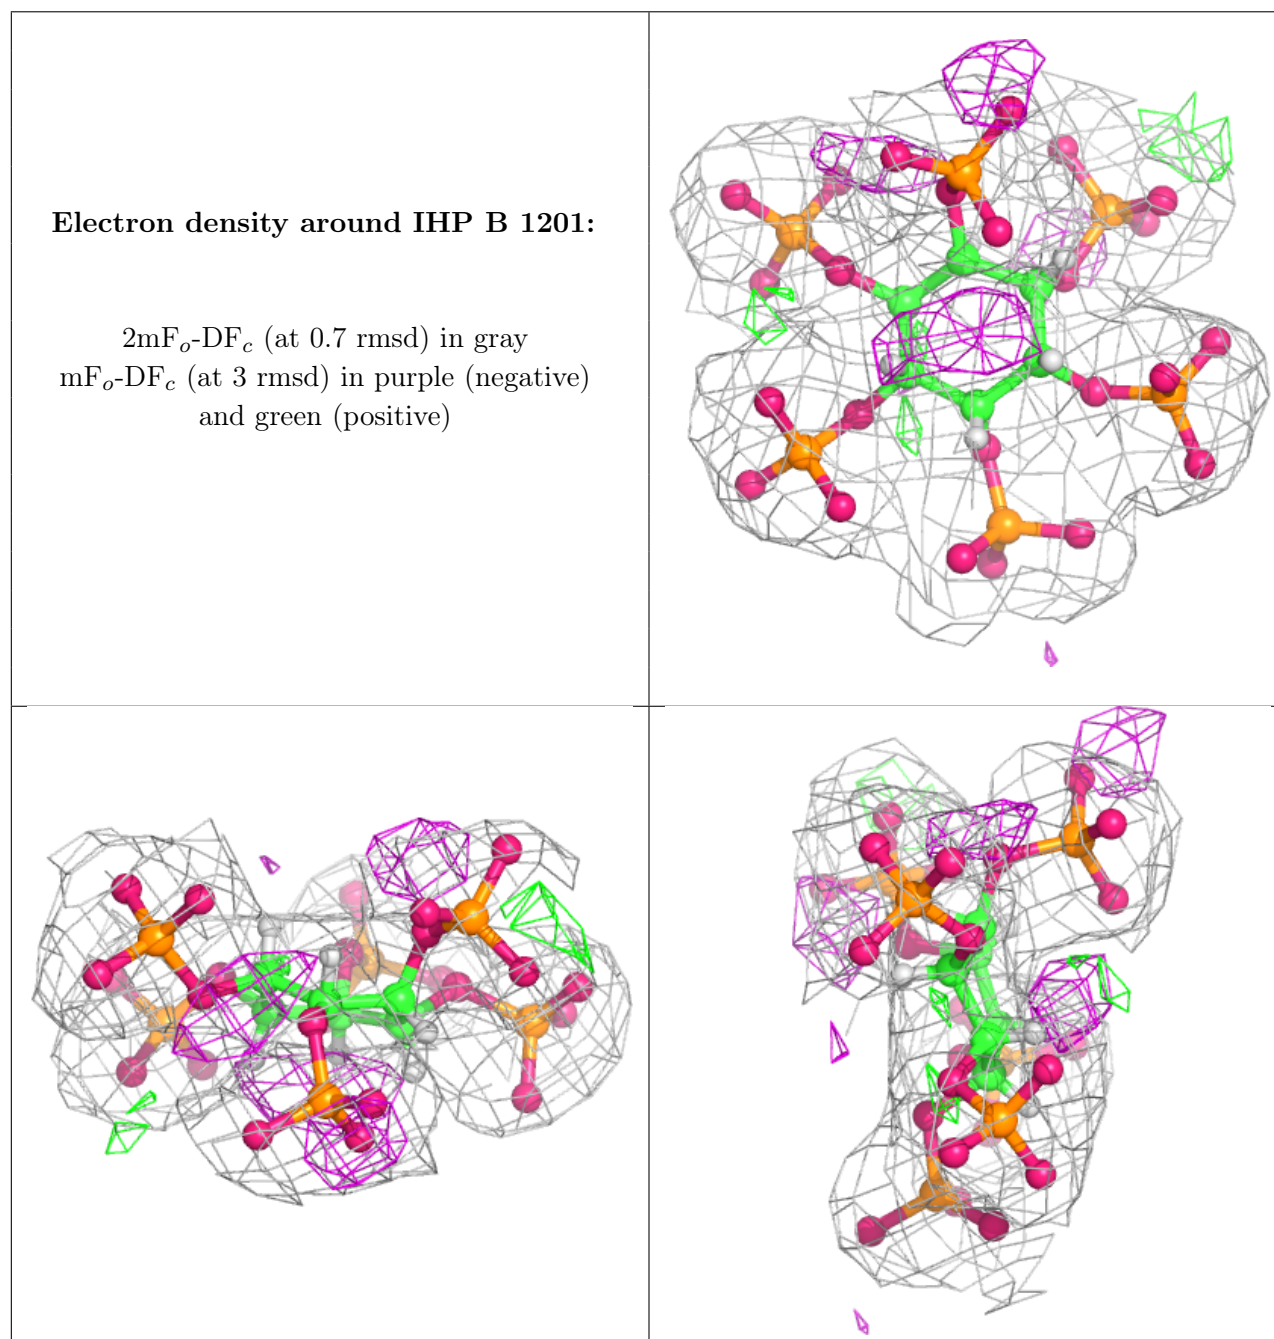 Electron density around IHP B 1201:
2mFₒ-DF𝒸 (at 0.7 rmsd) in gray
mFₒ-DF𝒸 (at 3 rmsd) in purple (negative)
and green (positive)